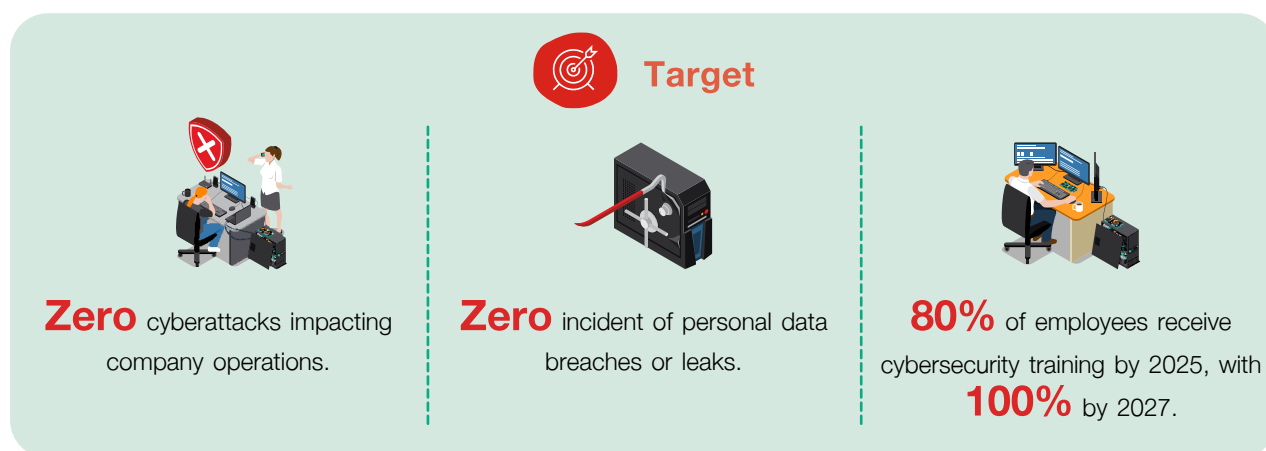 Target
Zero cyberattacks impacting
company operations.
Zero incident of personal data
breaches or leaks.
80% of employees receive
cybersecurity training by 2025, with
100% by 2027.